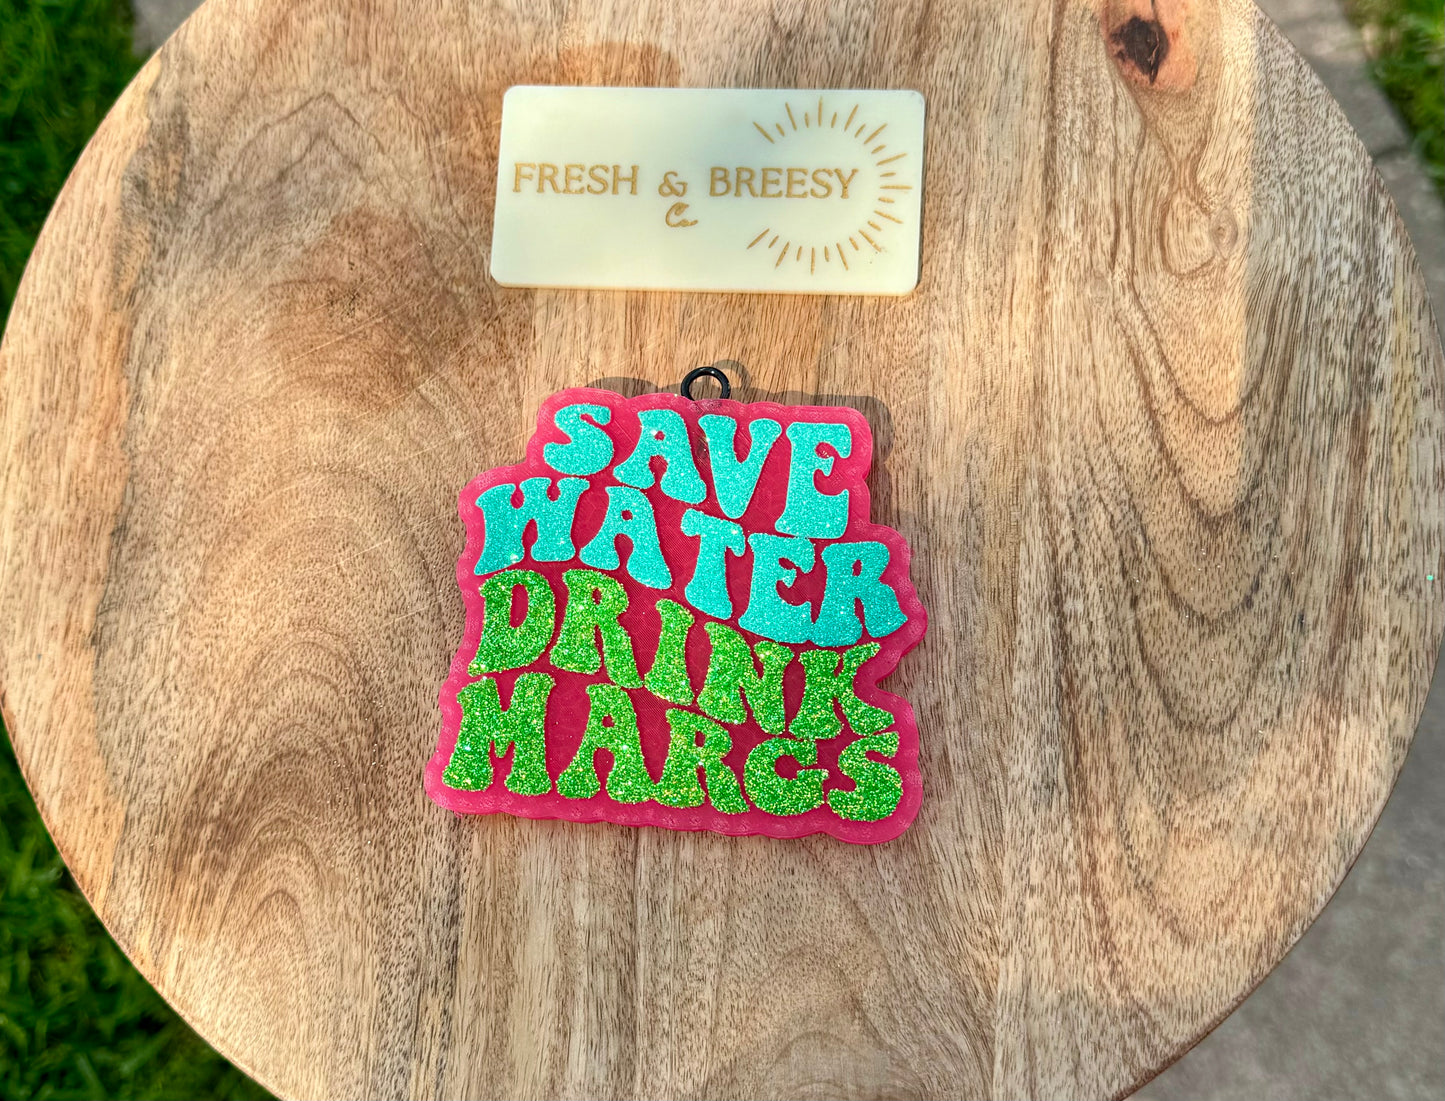 FRESH & BREESY
Co
SAVE
WATER
DRINK
MARGS